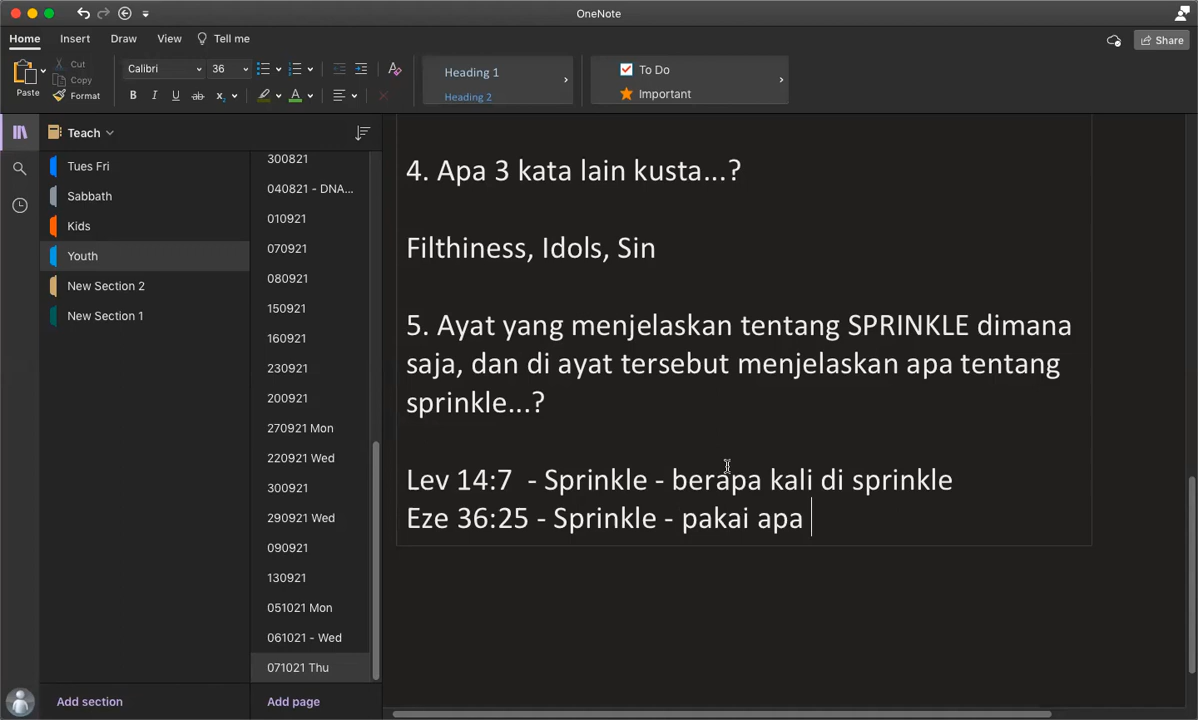 OneNote
Home Insert Draw View Tell me
Share
Paste
Cut
Copy
Format
Calibri 36
B I U ab x₂ A
Heading 1
Heading 2
To Do
Important
Teach
Tues Fri
Sabbath
Kids
Youth
New Section 2
New Section 1
Add section
300821
040821 - DNA...
010921
070921
080921
150921
160921
230921
200921
270921 Mon
220921 Wed
300921
290921 Wed
090921
130921
051021 Mon
061021 - Wed
071021 Thu
Add page
4. Apa 3 kata lain kusta...?
Filthiness, Idols, Sin
5. Ayat yang menjelaskan tentang SPRINKLE dimana
saja, dan di ayat tersebut menjelaskan apa tentang
sprinkle...?
Lev 14:7  - Sprinkle - berapa kali di sprinkle
Eze 36:25 - Sprinkle - pakai apa